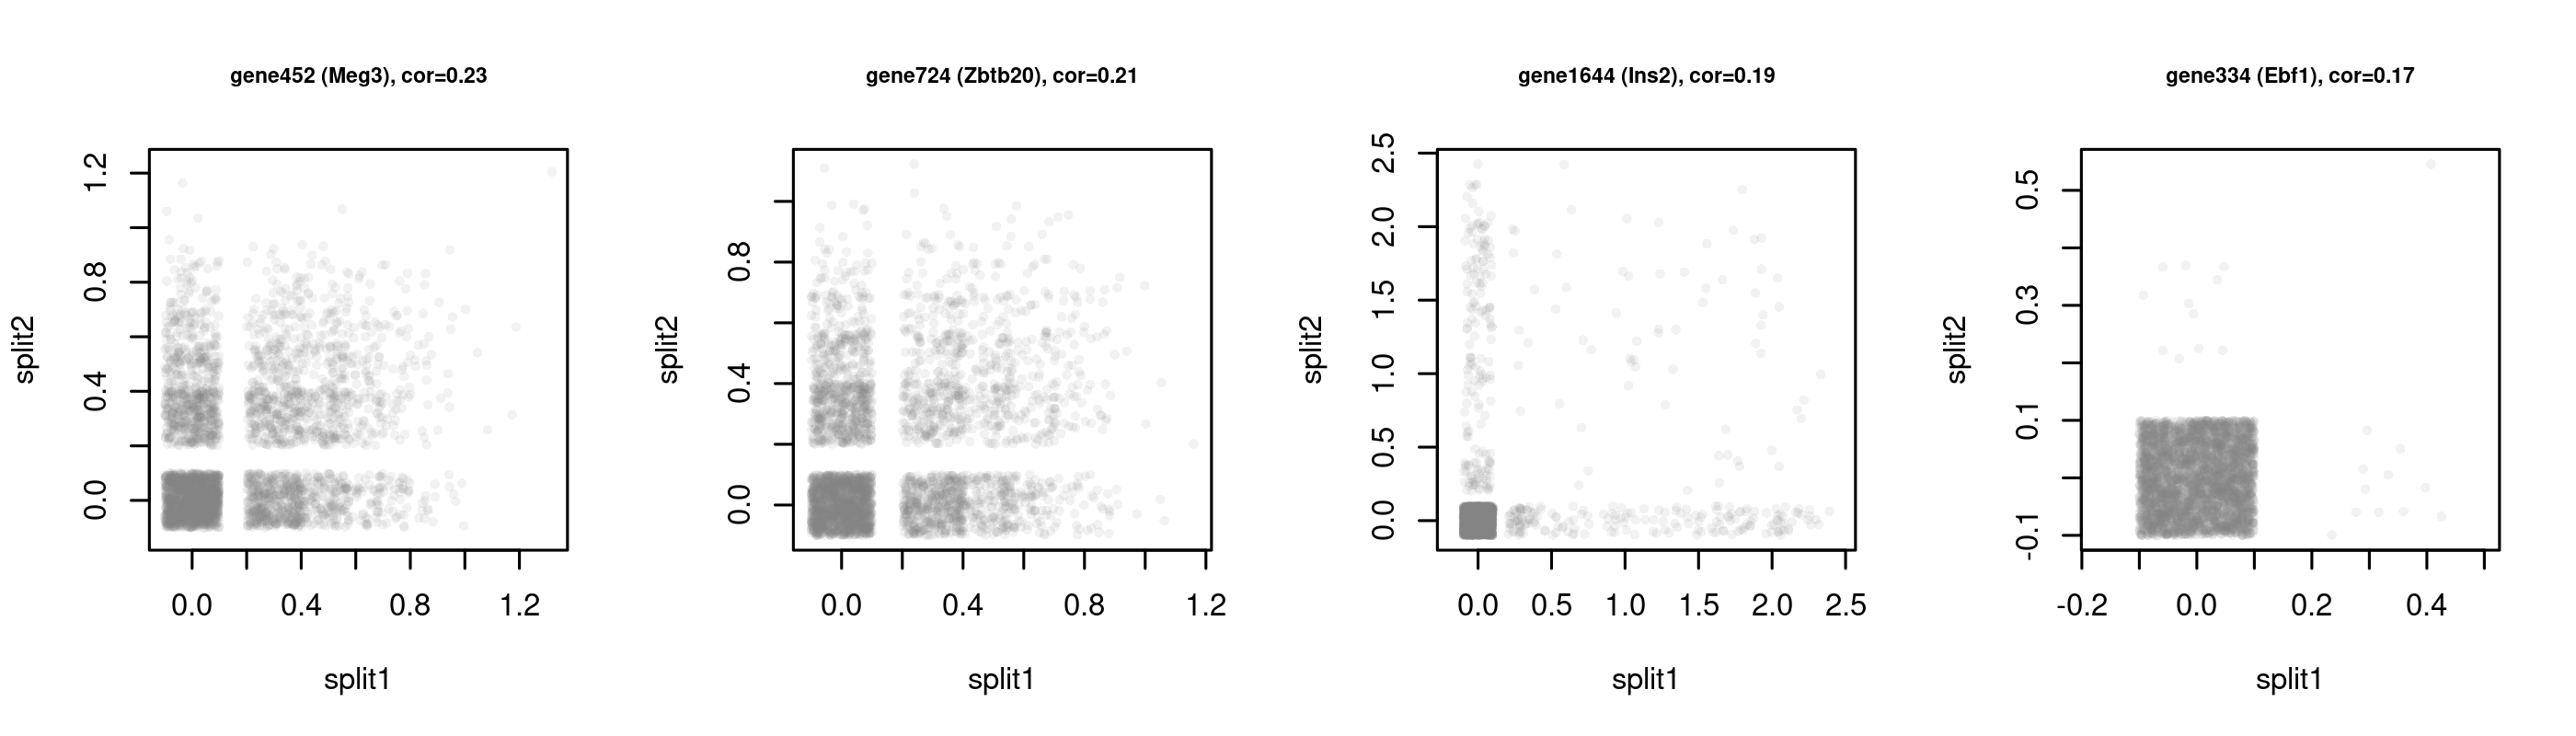 gene452 (Meg3), cor=0.23
split2
1.2
0.8
0.4
0.0
0.0 0.4 0.8 1.2
split1
gene724 (Zbtb20), cor=0.21
split2
0.8
0.4
0.0
0.0 0.4 0.8 1.2
split1
gene1644 (Ins2), cor=0.19
split2
2.5
2.0
1.5
1.0
0.5
0.0
0.0 0.5 1.0 1.5 2.0 2.5
split1
gene334 (Ebf1), cor=0.17
split2
0.5
0.3
0.1
-0.1
-0.2 0.0 0.2 0.4
split1